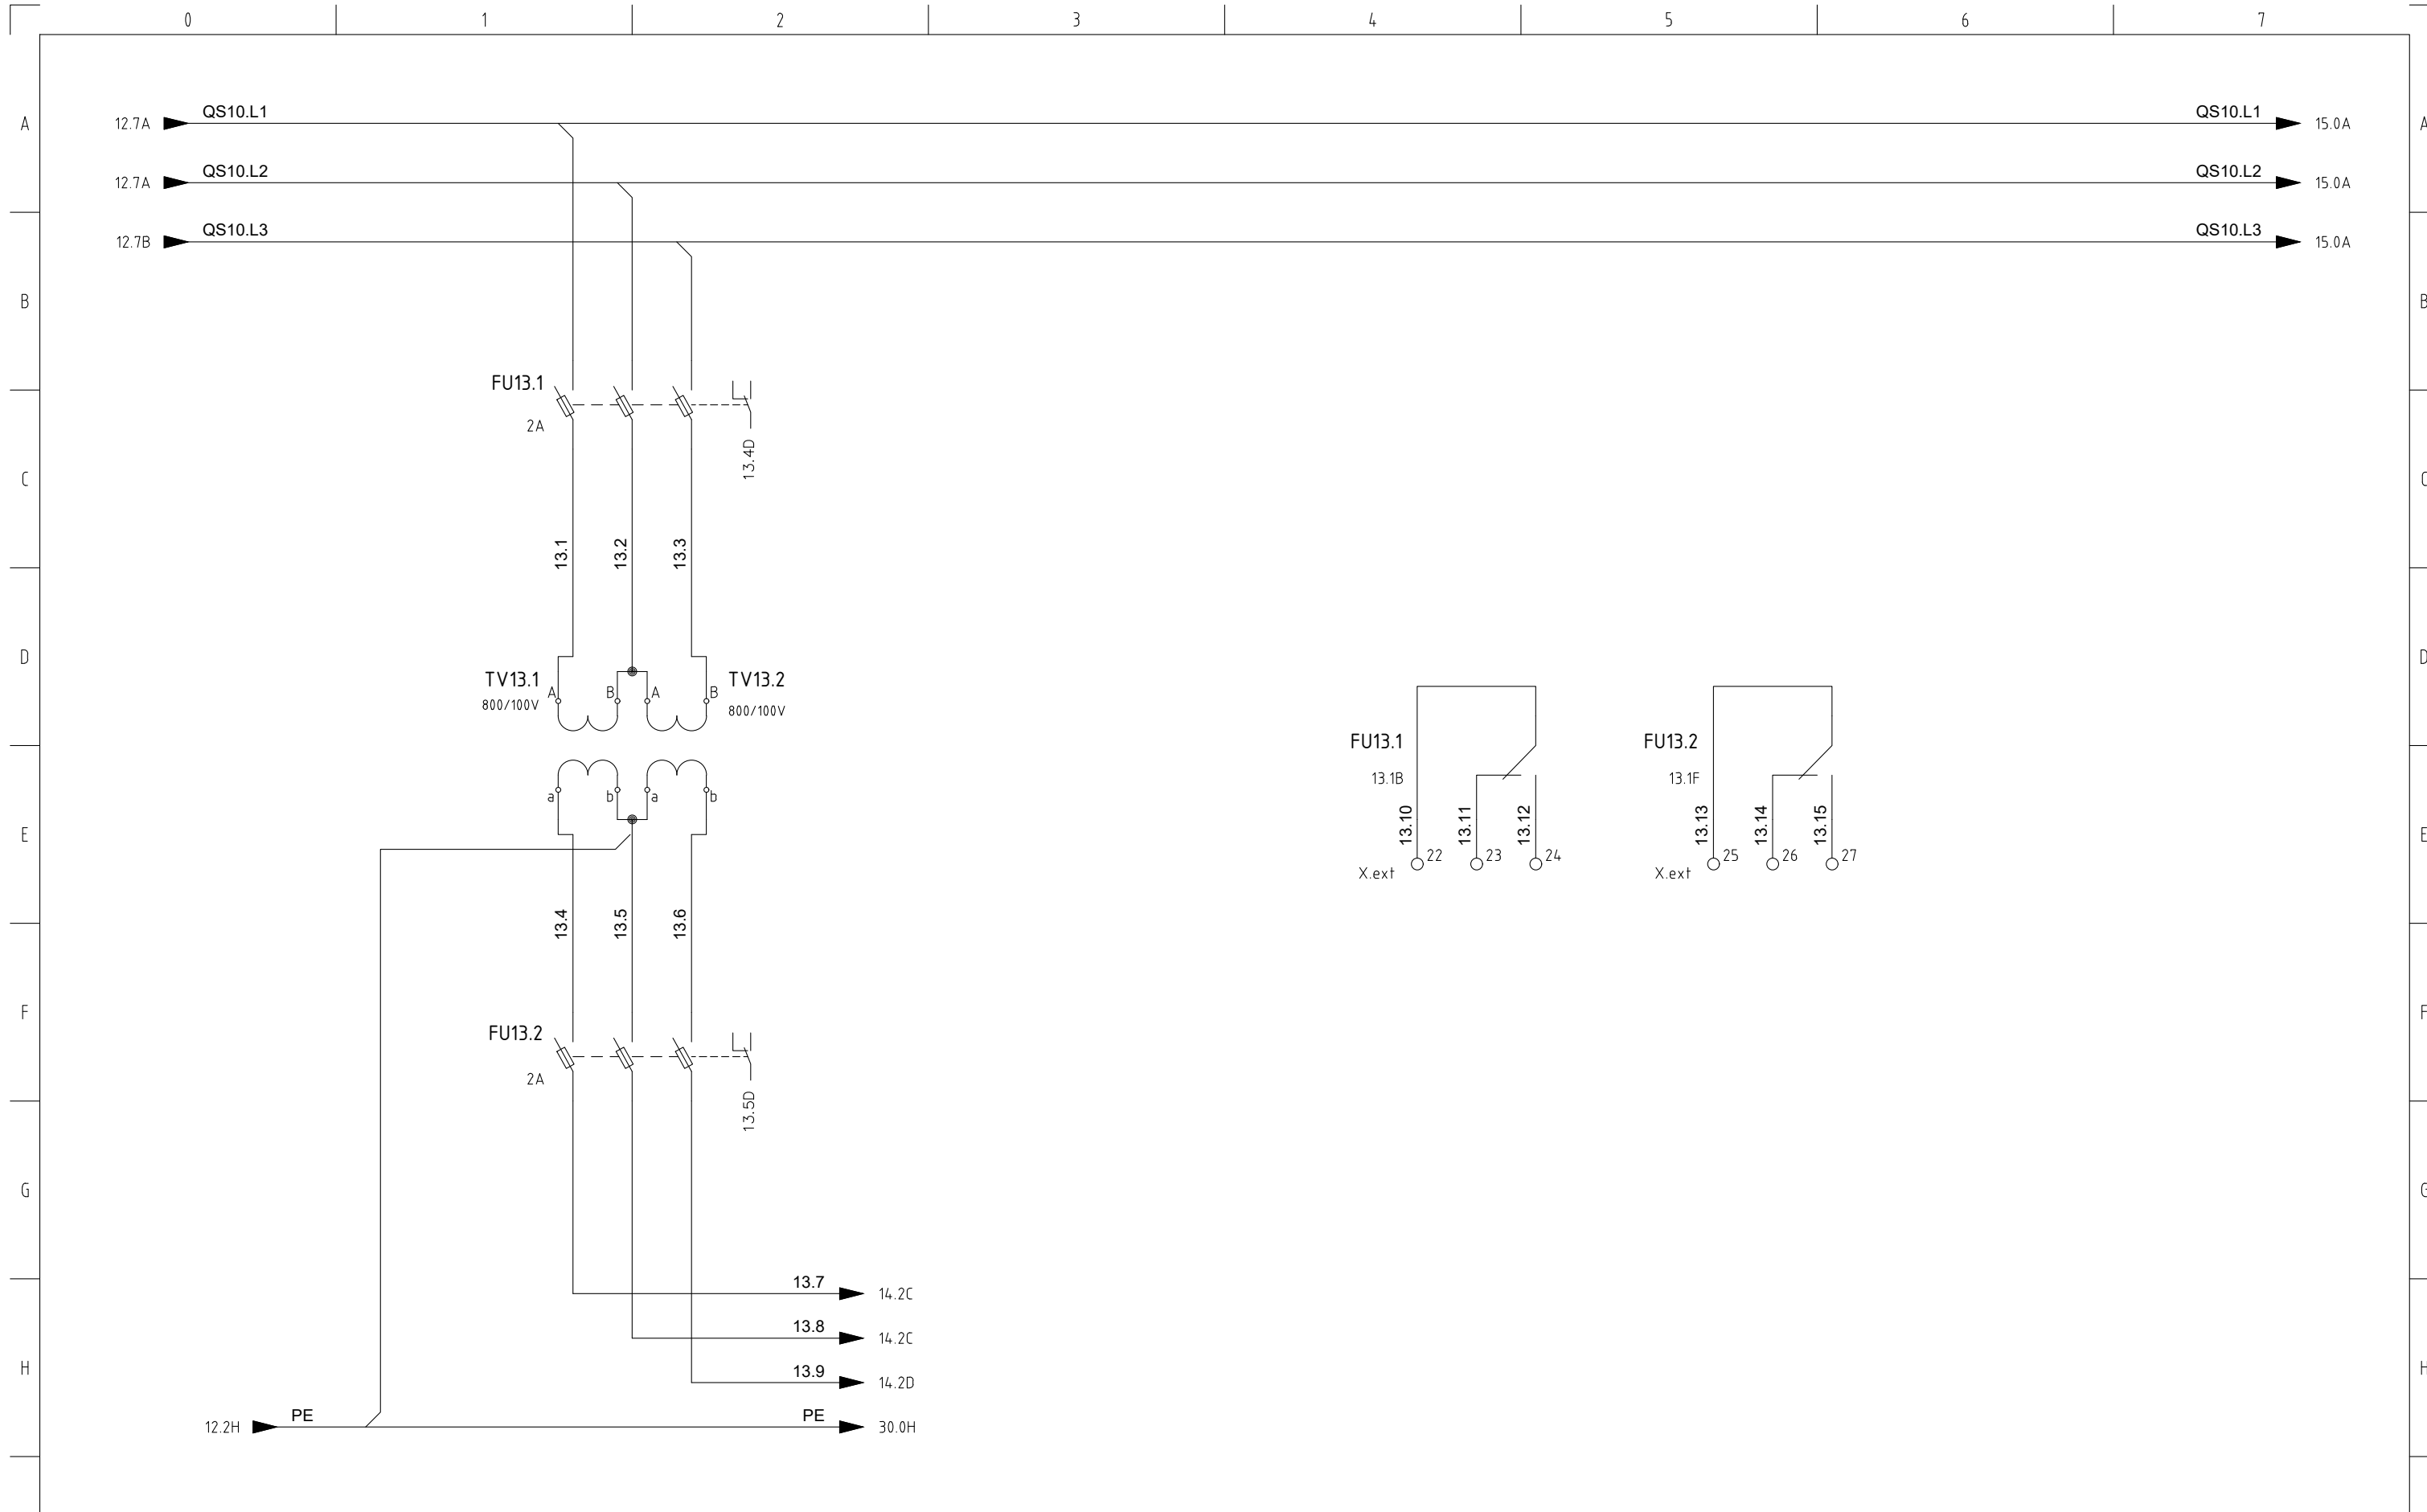 0 1 2 3 4 5 6 7
A QS10.L1 QS10.L1 A
12.7A 15.0A
QS10.L2 QS10.L2
12.7A 15.0A
QS10.L3 QS10.L3
12.7B 15.0A
B B
FU13.1
2A
13.4D
C C
13.1 13.2 13.3
D D
TV13.1 A B A B TV13.2
800/100V 800/100V
FU13.1 FU13.2
13.1B 13.1F
a b a b
13.10 13.11 13.12 13.13 13.14 13.15
E E
22 23 24 25 26 27
X.ext X.ext
13.4 13.5 13.6
F F
FU13.2
2A
13.5D
G G
13.7
14.2C
13.8
14.2C
H H
13.9
14.2D
PE PE
12.2H 30.0H